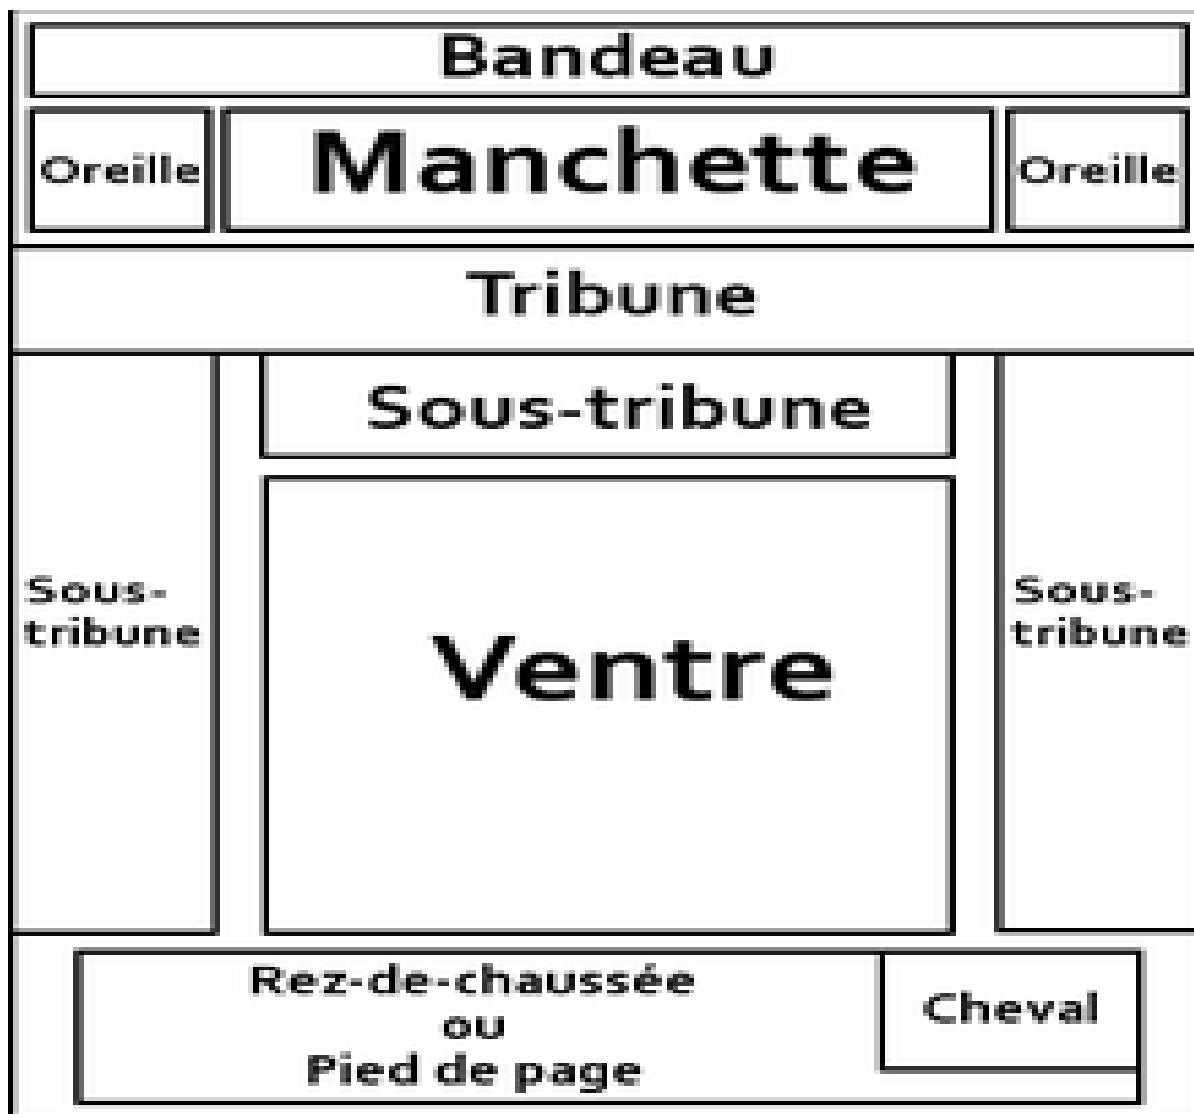 Bandeau
Oreille
Manchette
Oreille
Tribune
Sous-tribune
Sous-
tribune
Ventre
Sous-
tribune
Rez-de-chaussée
ou
Pied de page
Cheval